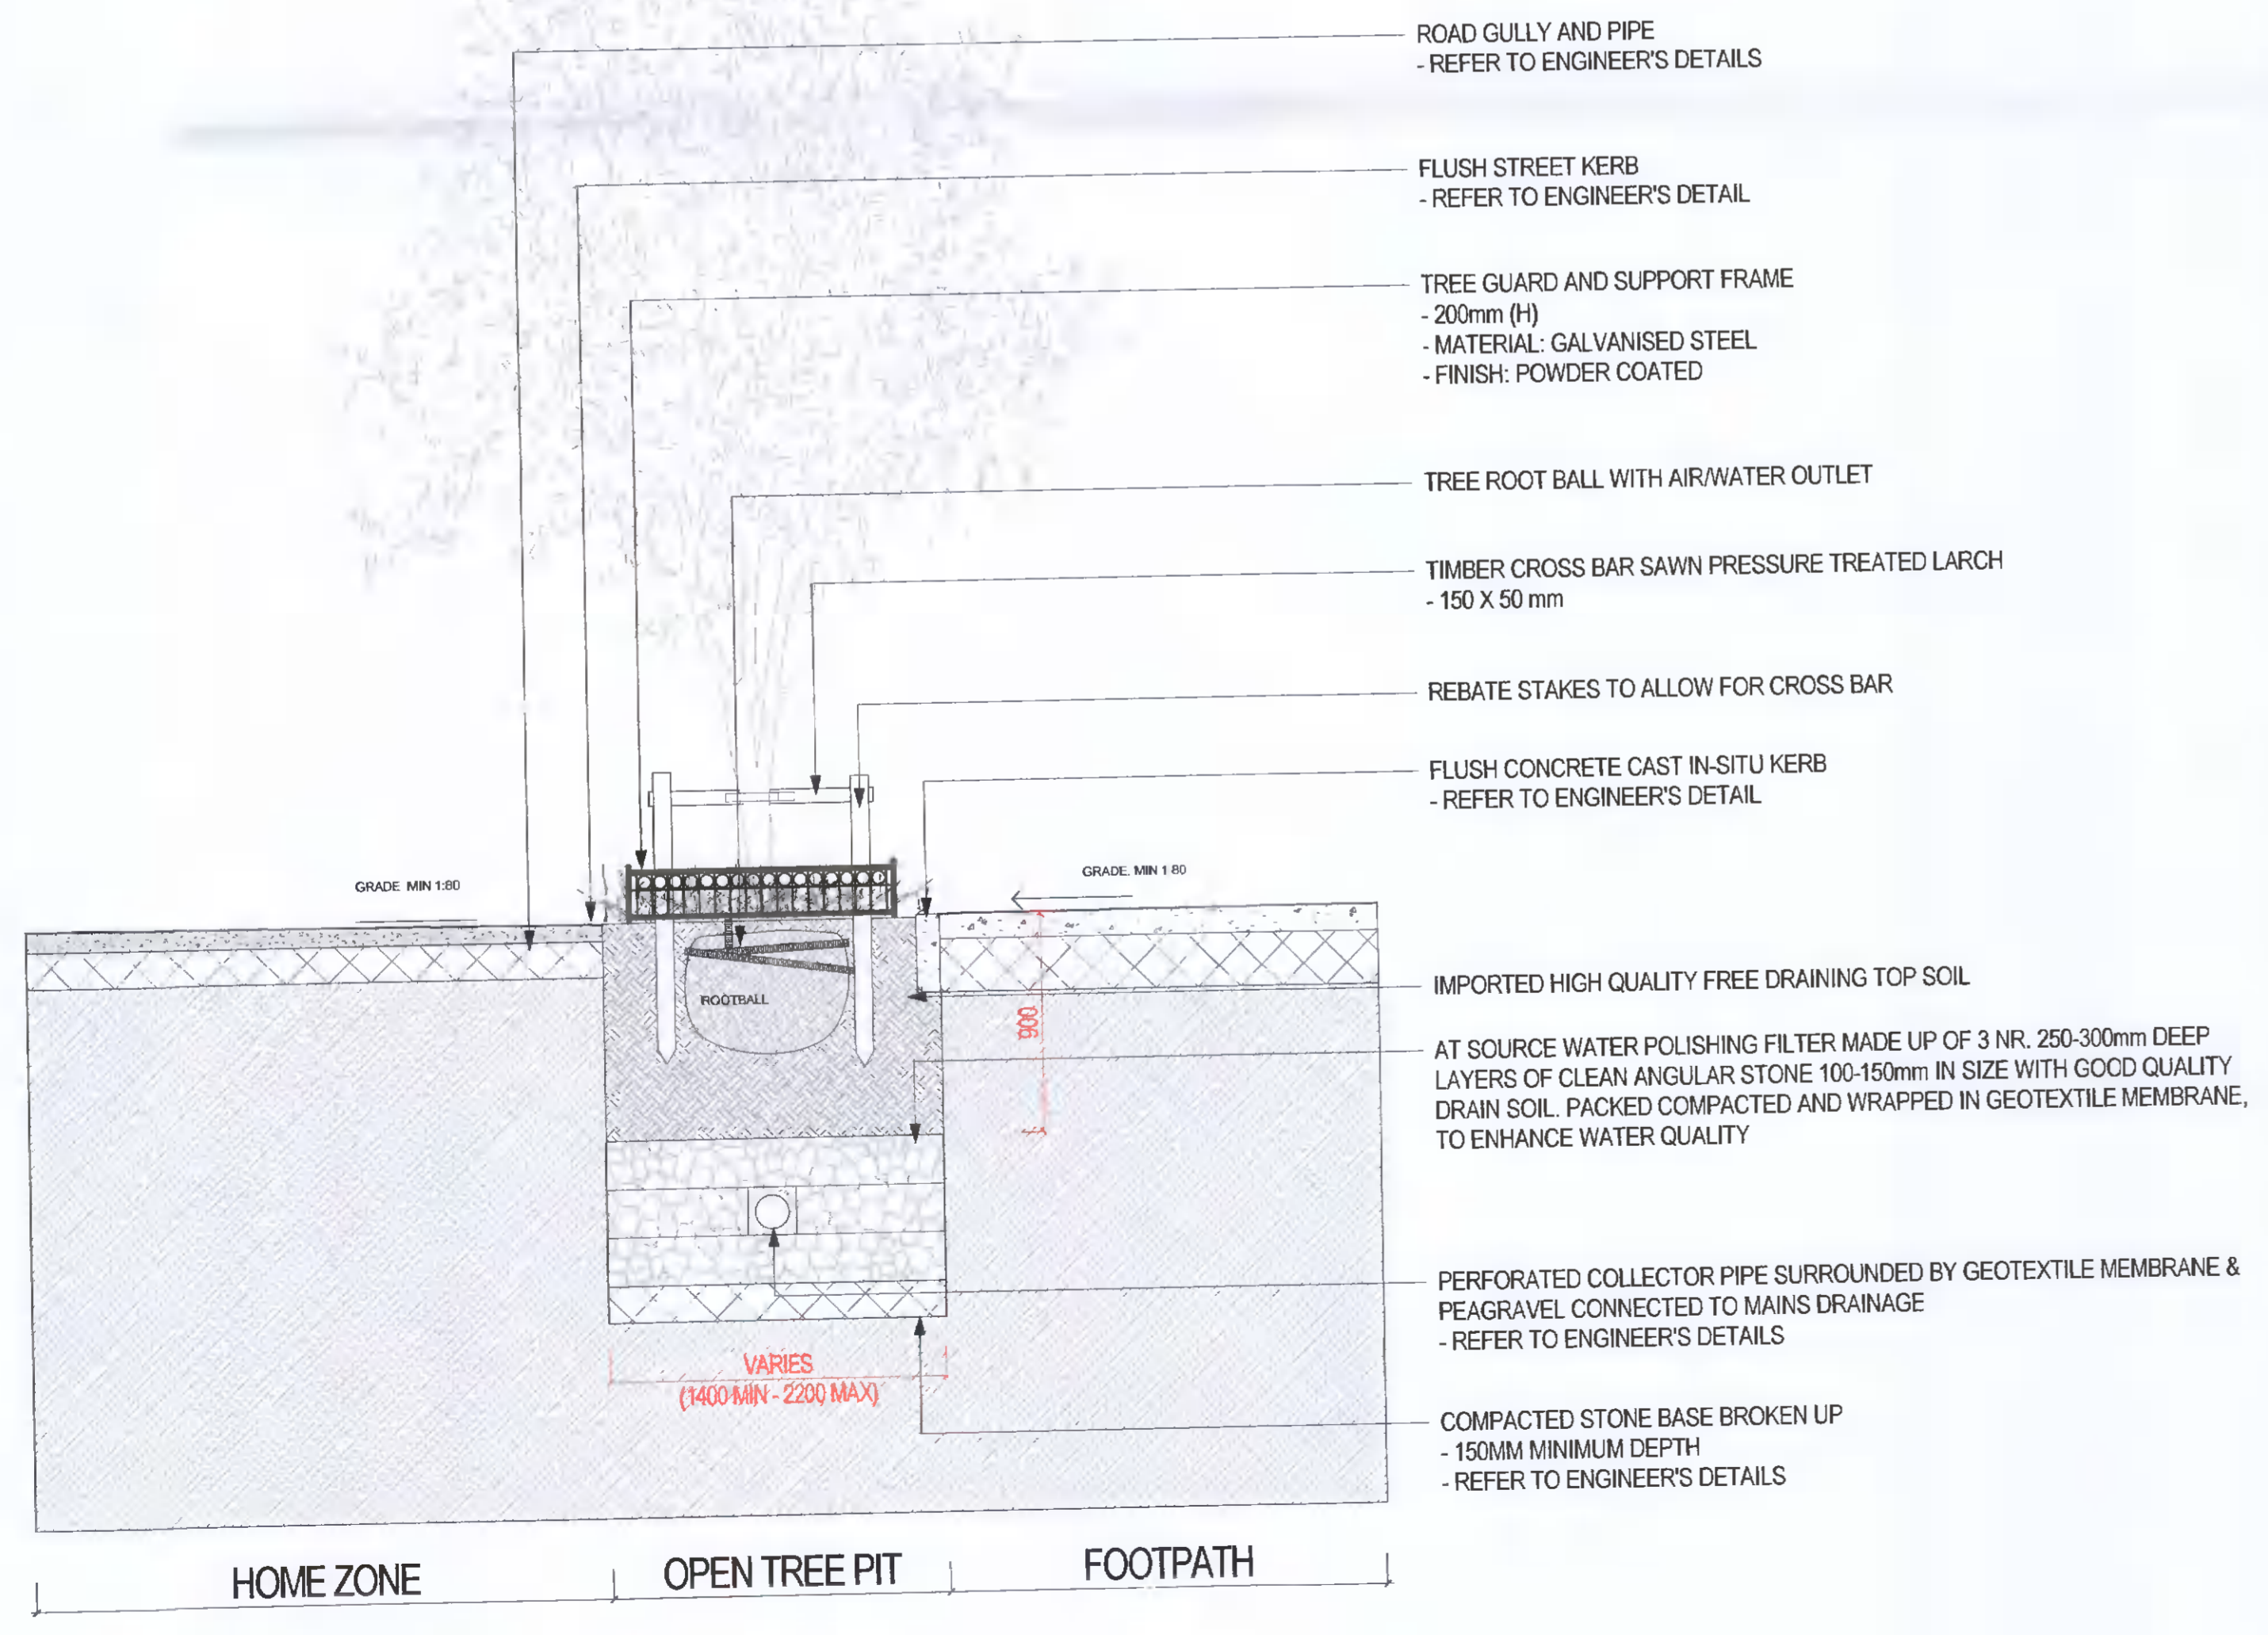 ROAD GULLY AND PIPE
- REFER TO ENGINEER'S DETAILS
FLUSH STREET KERB
- REFER TO ENGINEER'S DETAIL
TREE GUARD AND SUPPORT FRAME
- 200mm (H)
- MATERIAL: GALVANISED STEEL
- FINISH: POWDER COATED
TREE ROOT BALL WITH AIR/WATER OUTLET
TIMBER CROSS BAR SAWN PRESSURE TREATED LARCH
- 150 X 50 mm
REBATE STAKES TO ALLOW FOR CROSS BAR
FLUSH CONCRETE CAST IN-SITU KERB
- REFER TO ENGINEER'S DETAIL
GRADE MIN 1:80
GRADE. MIN 1 80
ROOTBALL
900
IMPORTED HIGH QUALITY FREE DRAINING TOP SOIL
AT SOURCE WATER POLISHING FILTER MADE UP OF 3 NR. 250-300mm DEEP
LAYERS OF CLEAN ANGULAR STONE 100-150mm IN SIZE WITH GOOD QUALITY
DRAIN SOIL. PACKED COMPACTED AND WRAPPED IN GEOTEXTILE MEMBRANE,
TO ENHANCE WATER QUALITY
PERFORATED COLLECTOR PIPE SURROUNDED BY GEOTEXTILE MEMBRANE &
PEAGRAVEL CONNECTED TO MAINS DRAINAGE
- REFER TO ENGINEER'S DETAILS
VARIES
(1400 MIN - 2200 MAX)
COMPACTED STONE BASE BROKEN UP
- 150MM MINIMUM DEPTH
- REFER TO ENGINEER'S DETAILS
HOME ZONE
OPEN TREE PIT
FOOTPATH